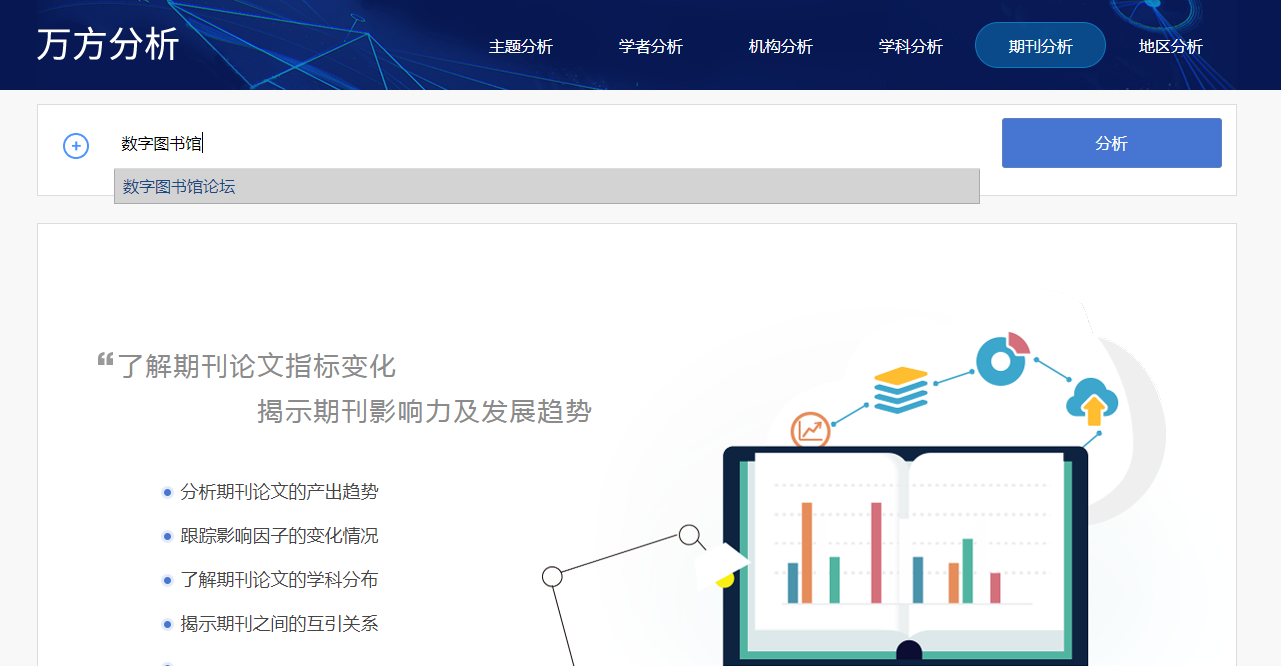 万方分析
主题分析 学者分析 机构分析 学科分析 期刊分析 地区分析
数字图书馆 分析
数字图书馆论坛
“了解期刊论文指标变化
揭示期刊影响力及发展趋势
分析期刊论文的产出趋势
跟踪影响因子的变化情况
了解期刊论文的学科分布
揭示期刊之间的互引关系